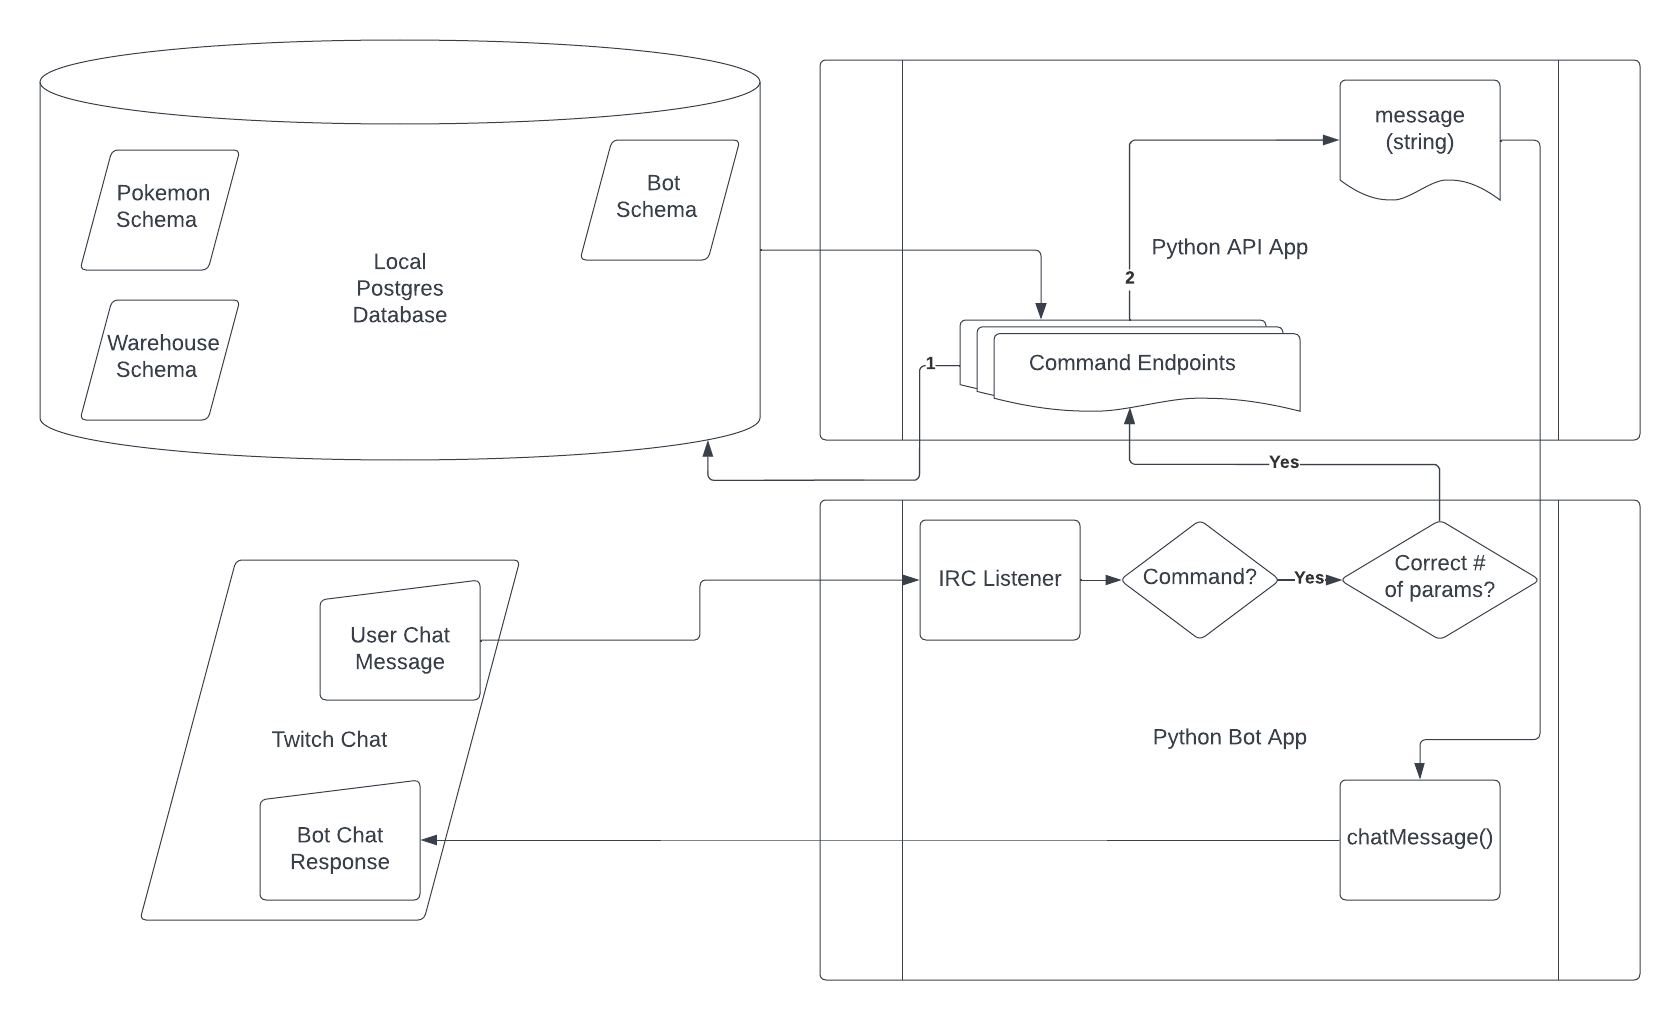 Pokemon
Schema
Bot
Schema
Local
Postgres
Database
Warehouse
Schema
message
(string)
Python API App
2
1
Command Endpoints
Yes
IRC Listener
Command?
Yes
Correct #
of params?
User Chat
Message
Twitch Chat
Python Bot App
Bot Chat
Response
chatMessage()